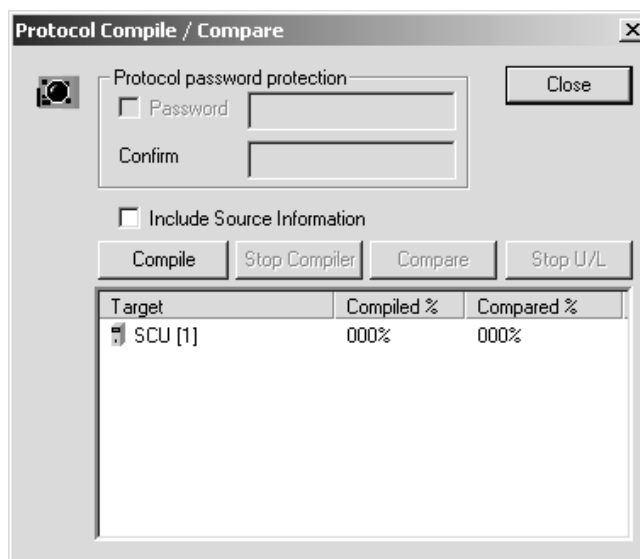 Protocol Compile / Compare
Protocol password protection
Close
Password
Confirm
Include Source Information
Compile Stop Compiler Compare Stop U/L
Target Compiled % Compared %
SCU [1] 000% 000%